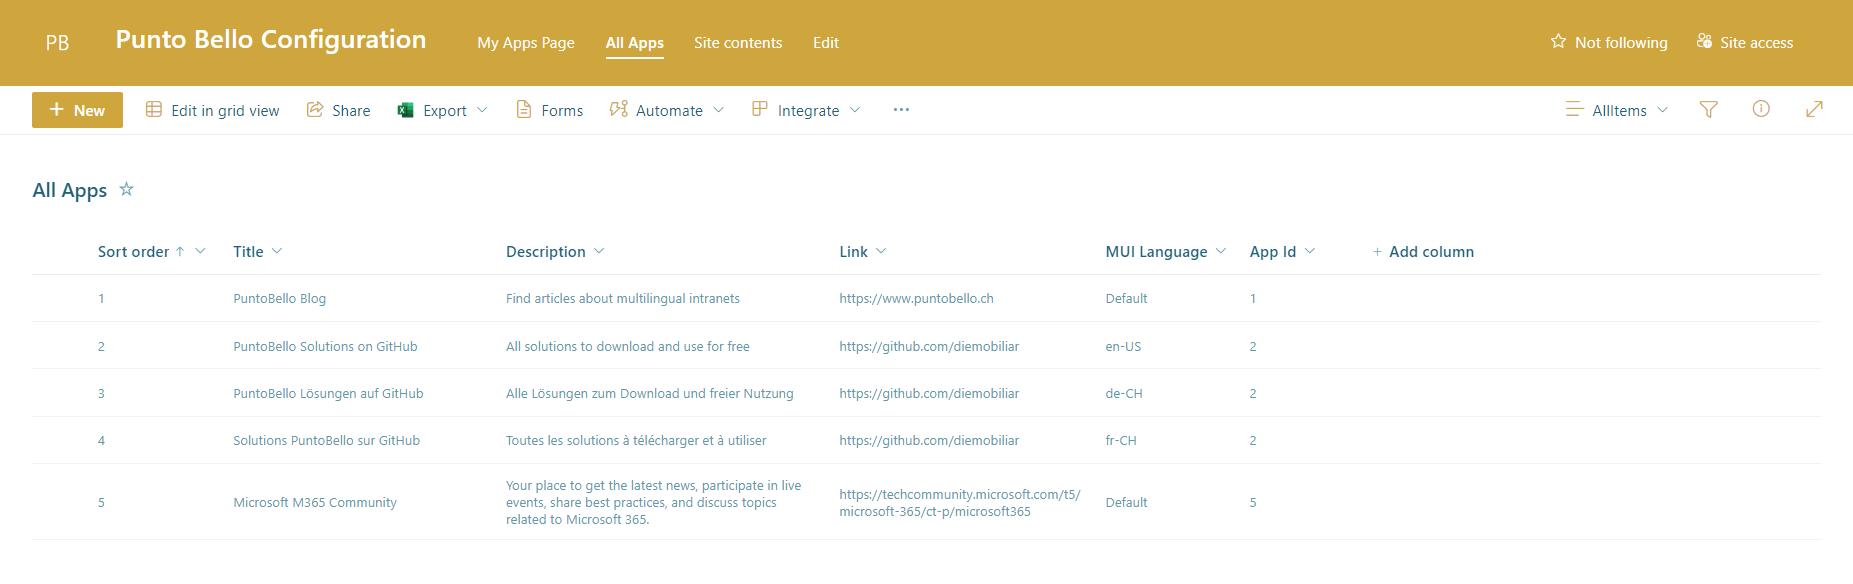 PB
Punto Bello Configuration
My Apps Page
All Apps
Site contents
Edit
Not following
Site access
+ New
Edit in grid view
Share
Export
Forms
Automate
Integrate
...
AllItems
All Apps
Sort order ↑ Title Description Link MUI Language App Id + Add column
1 PuntoBello Blog Find articles about multilingual intranets https://www.puntobello.ch Default 1
2 PuntoBello Solutions on GitHub All solutions to download and use for free https://github.com/diemobiliar en-US 2
3 PuntoBello Lösungen auf GitHub Alle Lösungen zum Download und freier Nutzung https://github.com/diemobiliar de-CH 2
4 Solutions PuntoBello sur GitHub Toutes les solutions à télécharger et à utiliser https://github.com/diemobiliar fr-CH 2
5 Microsoft M365 Community
Your place to get the latest news, participate in live
events, share best practices, and discuss topics
related to Microsoft 365.
https://techcommunity.microsoft.com/t5/
microsoft-365/ct-p/microsoft365
Default
5